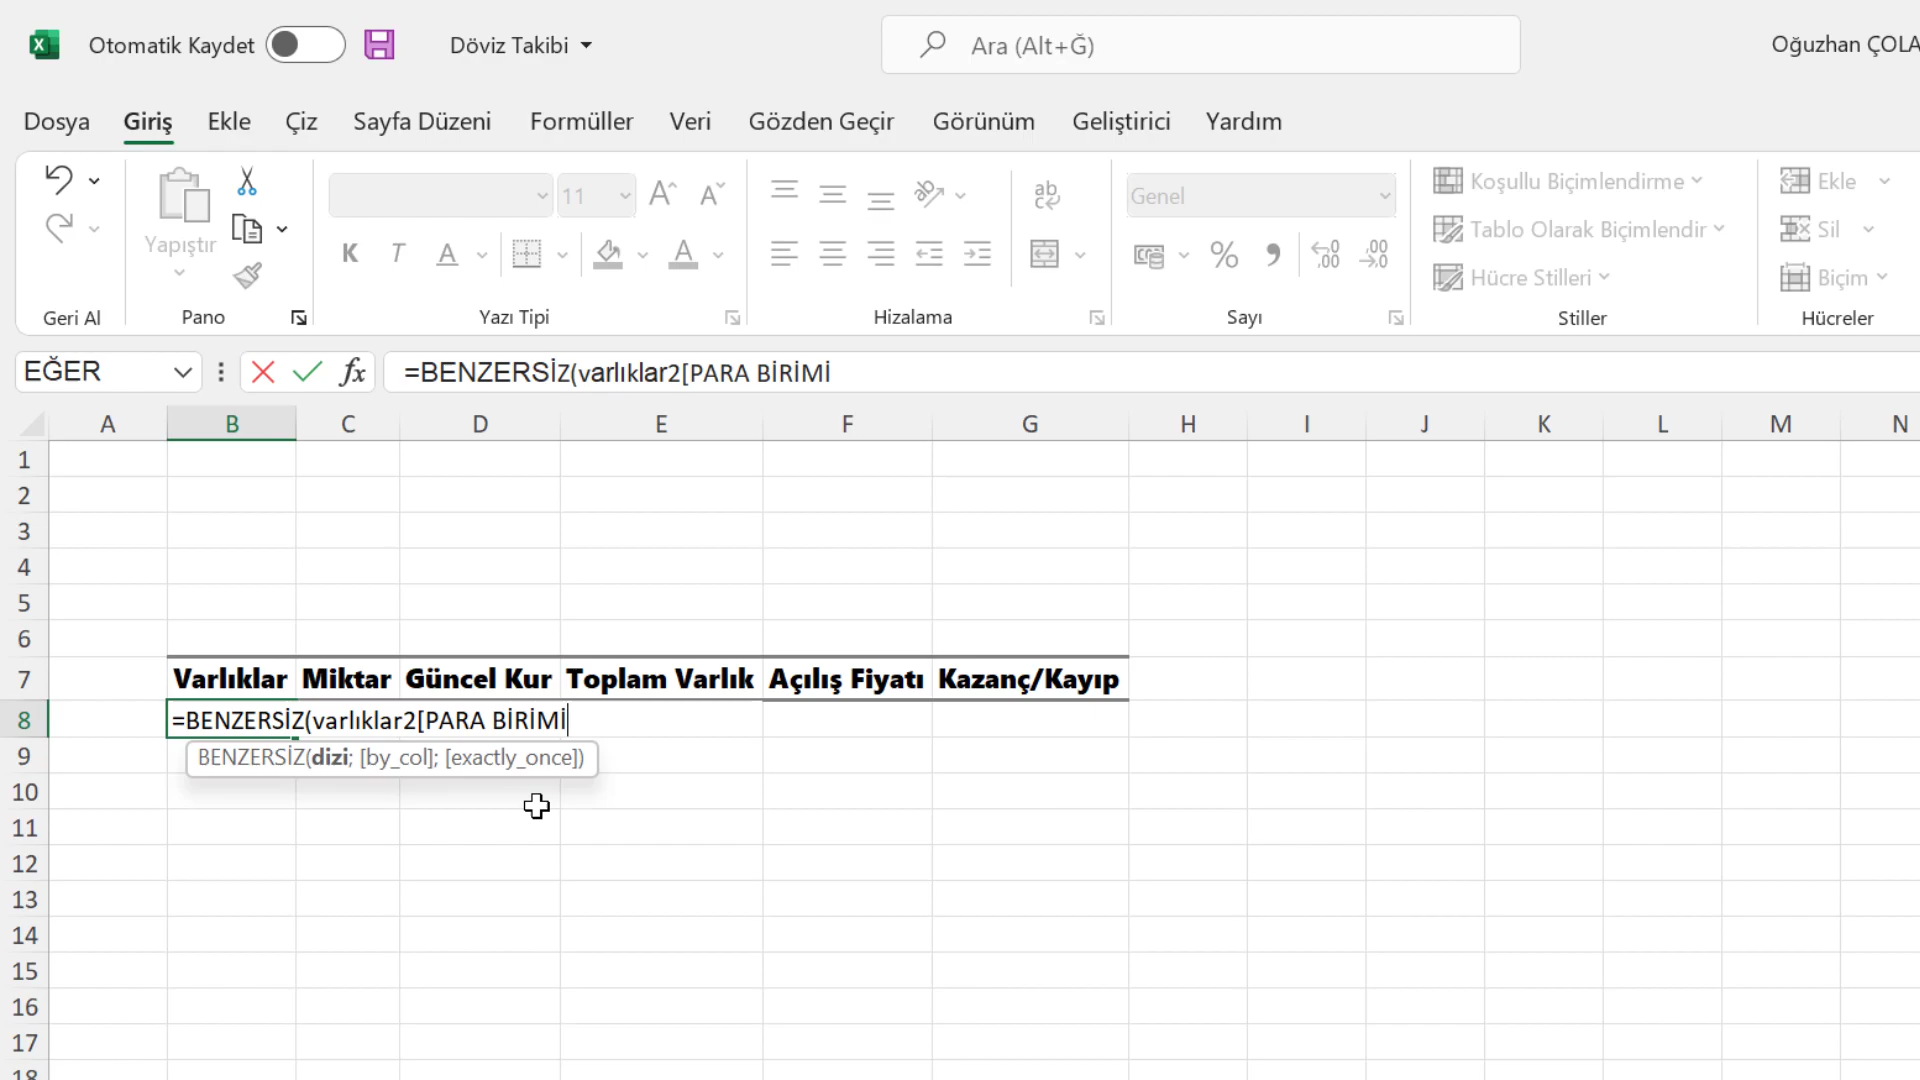 Otomatik Kaydet
Döviz Takibi
Ara (Alt+Ğ)
Oğuzhan ÇOLA
Dosya Giriş Ekle Çiz Sayfa Düzeni Formüller Veri Gözden Geçir Görünüm Geliştirici Yardım
Yapıştır
11
Genel
Koşullu Biçimlendirme
Tablo Olarak Biçimlendir
Hücre Stilleri
Ekle
Sil
Biçim
K T A A
Geri Al Pano Yazı Tipi Hizalama Sayı Stiller Hücreler
EĞER
fx
=BENZERSİZ(varlıklar2[PARA BİRİMİ
A B C D E F G H I J K L M N
1
2
3
4
5
6
7 Varlıklar Miktar Güncel Kur Toplam Varlık Açılış Fiyatı Kazanç/Kayıp
8 =BENZERSİZ(varlıklar2[PARA BİRİMİ
9 BENZERSİZ(dizi; [by_col]; [exactly_once])
10
11
12
13
14
15
16
17
18